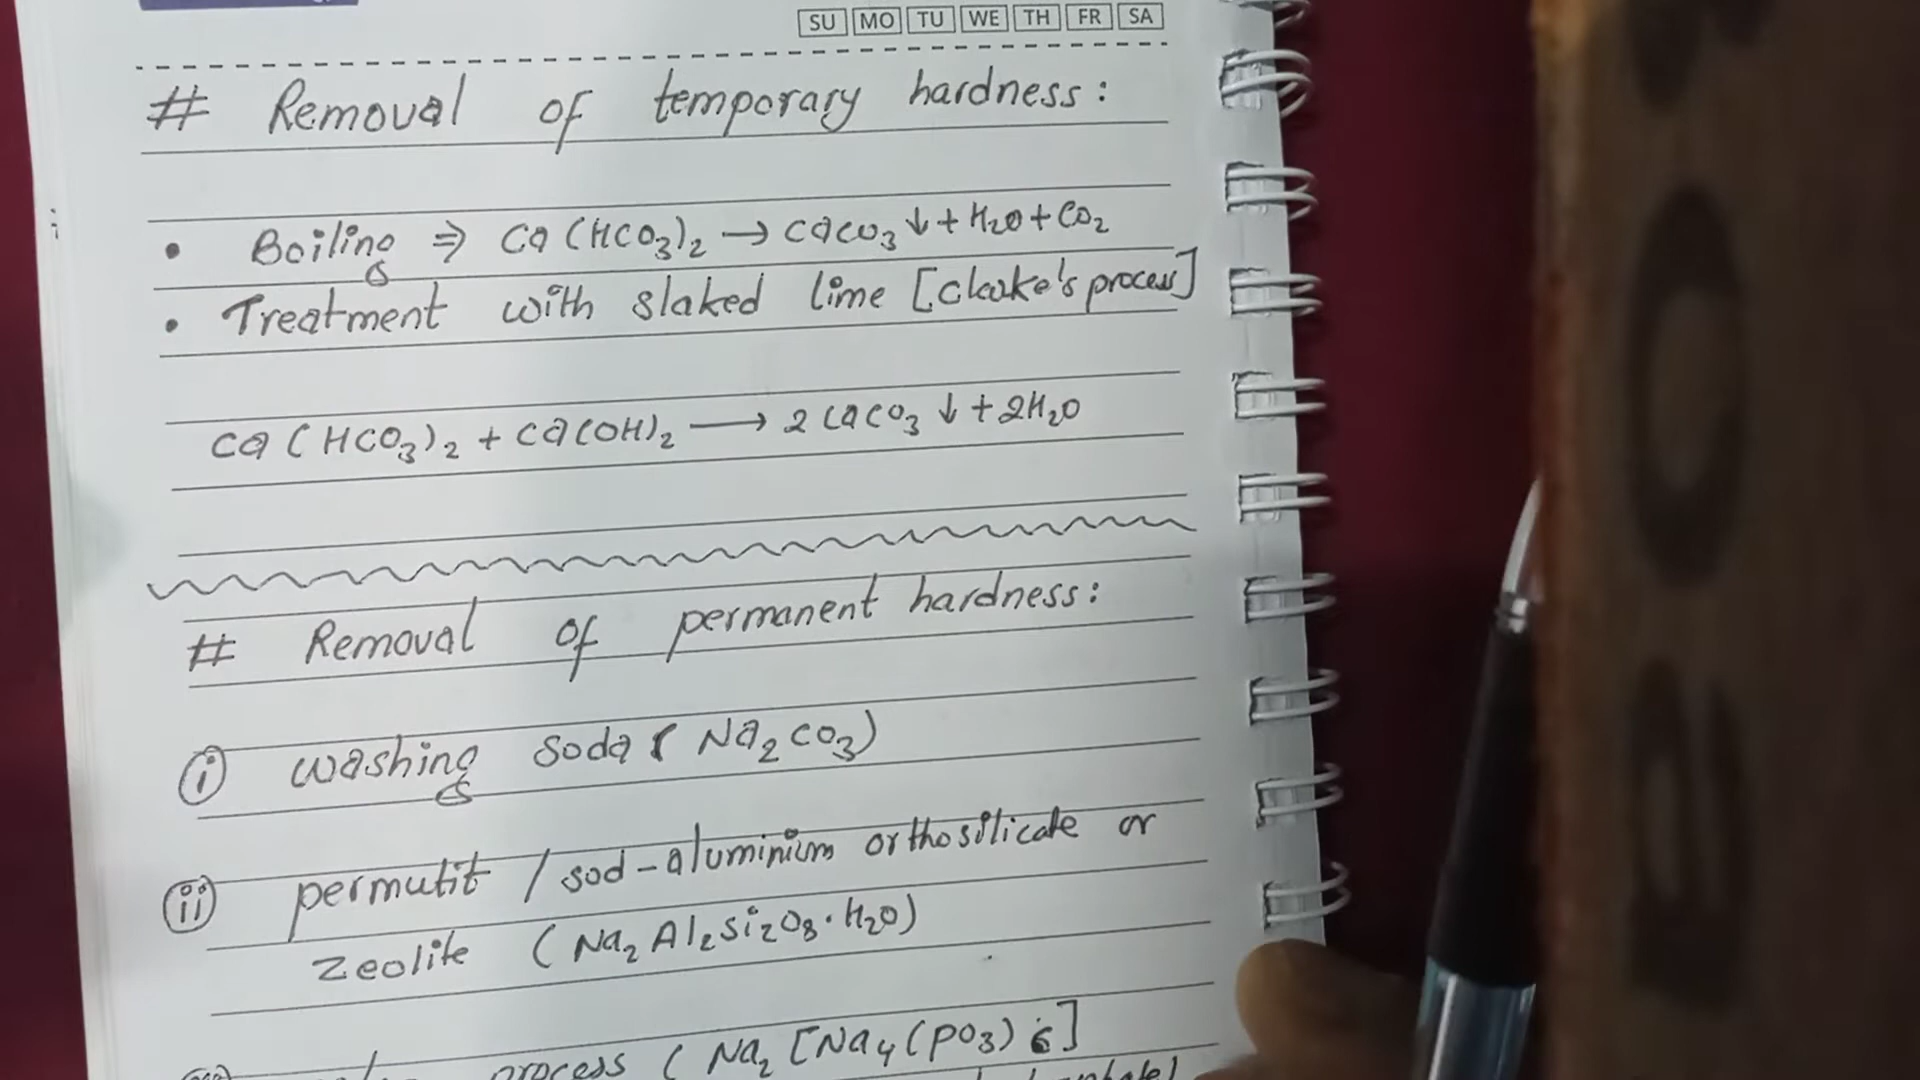 SU MO TU WE TH FR SA
# Removal of temporary hardness:
• Boiling ⇒ Ca(HCO₃)₂ → CaCO₃↓ + H₂O + CO₂
• Treatment with slaked lime [Clarke's process]
Ca(HCO₃)₂ + Ca(OH)₂ ⟶ 2CaCO₃↓ + 2H₂O
# Removal of permanent hardness:
(i) washing soda (Na₂CO₃)
(ii) permutit / sod-aluminium orthosilicate or
zeolite (Na₂Al₂Si₂O₈·H₂O)
process (Na₂[Na₄(PO₃)₆]